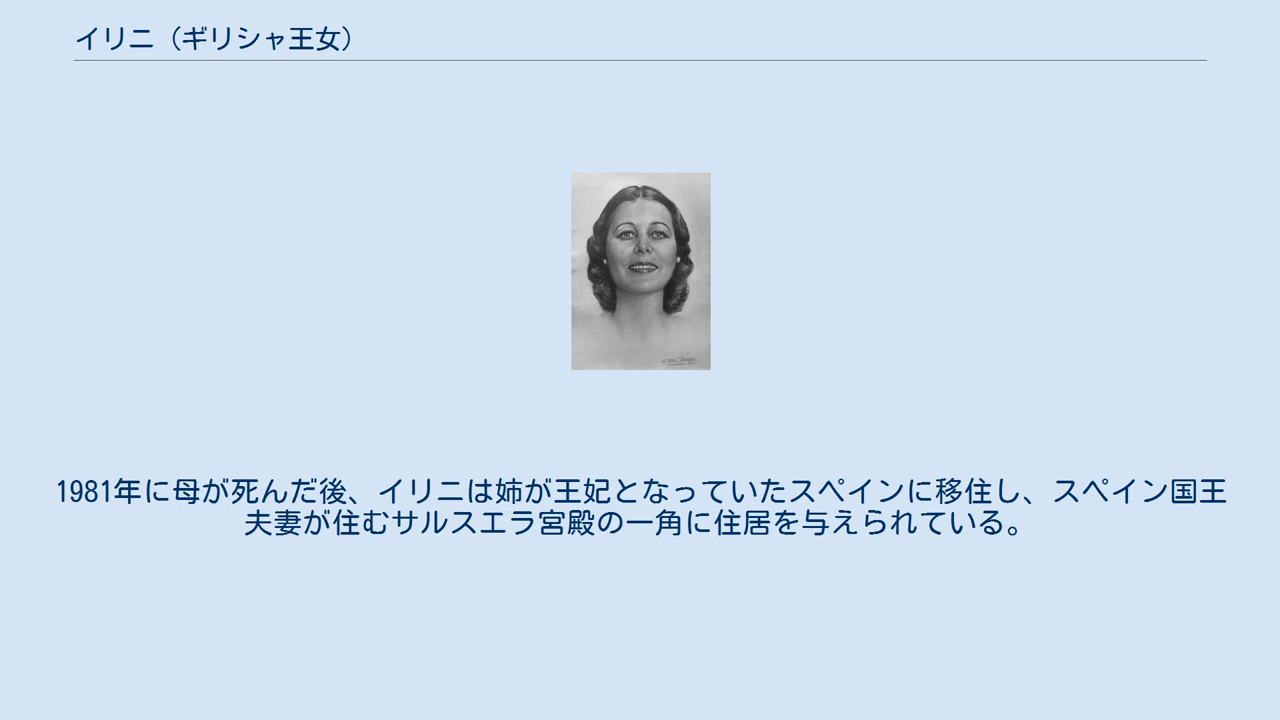 イリニ（ギリシャ王女）
1981年に母が死んだ後、イリニは姉が王妃となっていたスペインに移住し、スペイン国王
夫妻が住むサルスエラ宮殿の一角に住居を与えられている。